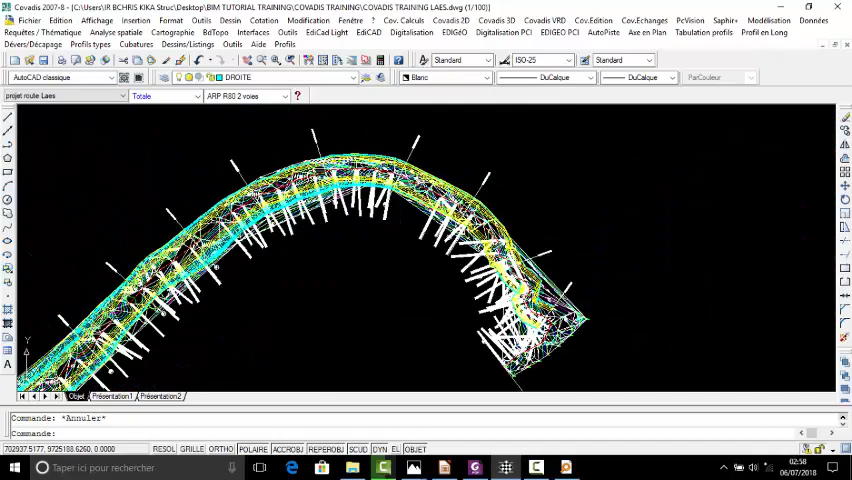 Covadis 2007-8 - [C:\Users\IR BCHRIS KIKA Struc\Desktop\BIM TUTORIAL TRAINING\COVADIS TRAINING\COVADIS TRAINING LAES.dwg (1/100)]
Fichier Edition Affichage Insertion Format Outils Dessin Cotation Modification Fenêtre ? Cov. Calculs Covadis 2D Covadis 3D Covadis VRD Cov.Edition Cov.Echanges PcVision Saphir+ Modélisation Données
Requêtes / Thématique Analyse Spatiale Cartographie BdTopo Interfaces Outils EdiCad Light EdiCAD Digitalisation EDIGéO Digitalisation PCI EDIGEO PCI AutoPiste Axe en Plan Tabulation profils Profil en Long
Dévers/Décapage Profils types Cubatures Dessins/Listings Outils Aide Profils
Standard ISO-25 Standard
AutoCAD classique DROITE Blanc DuCalque DuCalque ParCouleur
projet route Laes Totale ARP R80 2 voies ?
Y
Objet Présentation1 Présentation2
Commande: *Annuler*
Commande:
702937.5177, 9725188.6260, 0.0000 RESOL GRILLE ORTHO POLAIRE ACCROBJ REPEROBJ SCUD DYN EL OBJET
Taper ici pour rechercher
02:58
06/07/2018